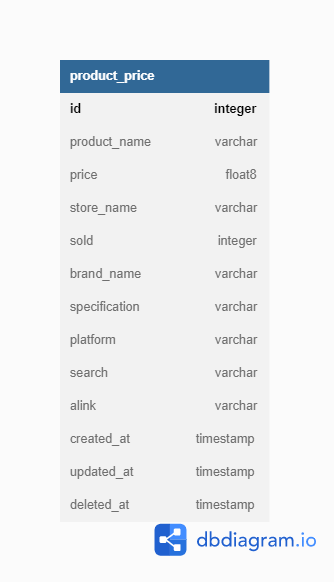 product_price
id integer
product_name varchar
price float8
store_name varchar
sold integer
brand_name varchar
specification varchar
platform varchar
search varchar
alink varchar
created_at timestamp
updated_at timestamp
deleted_at timestamp
dbdiagram.io